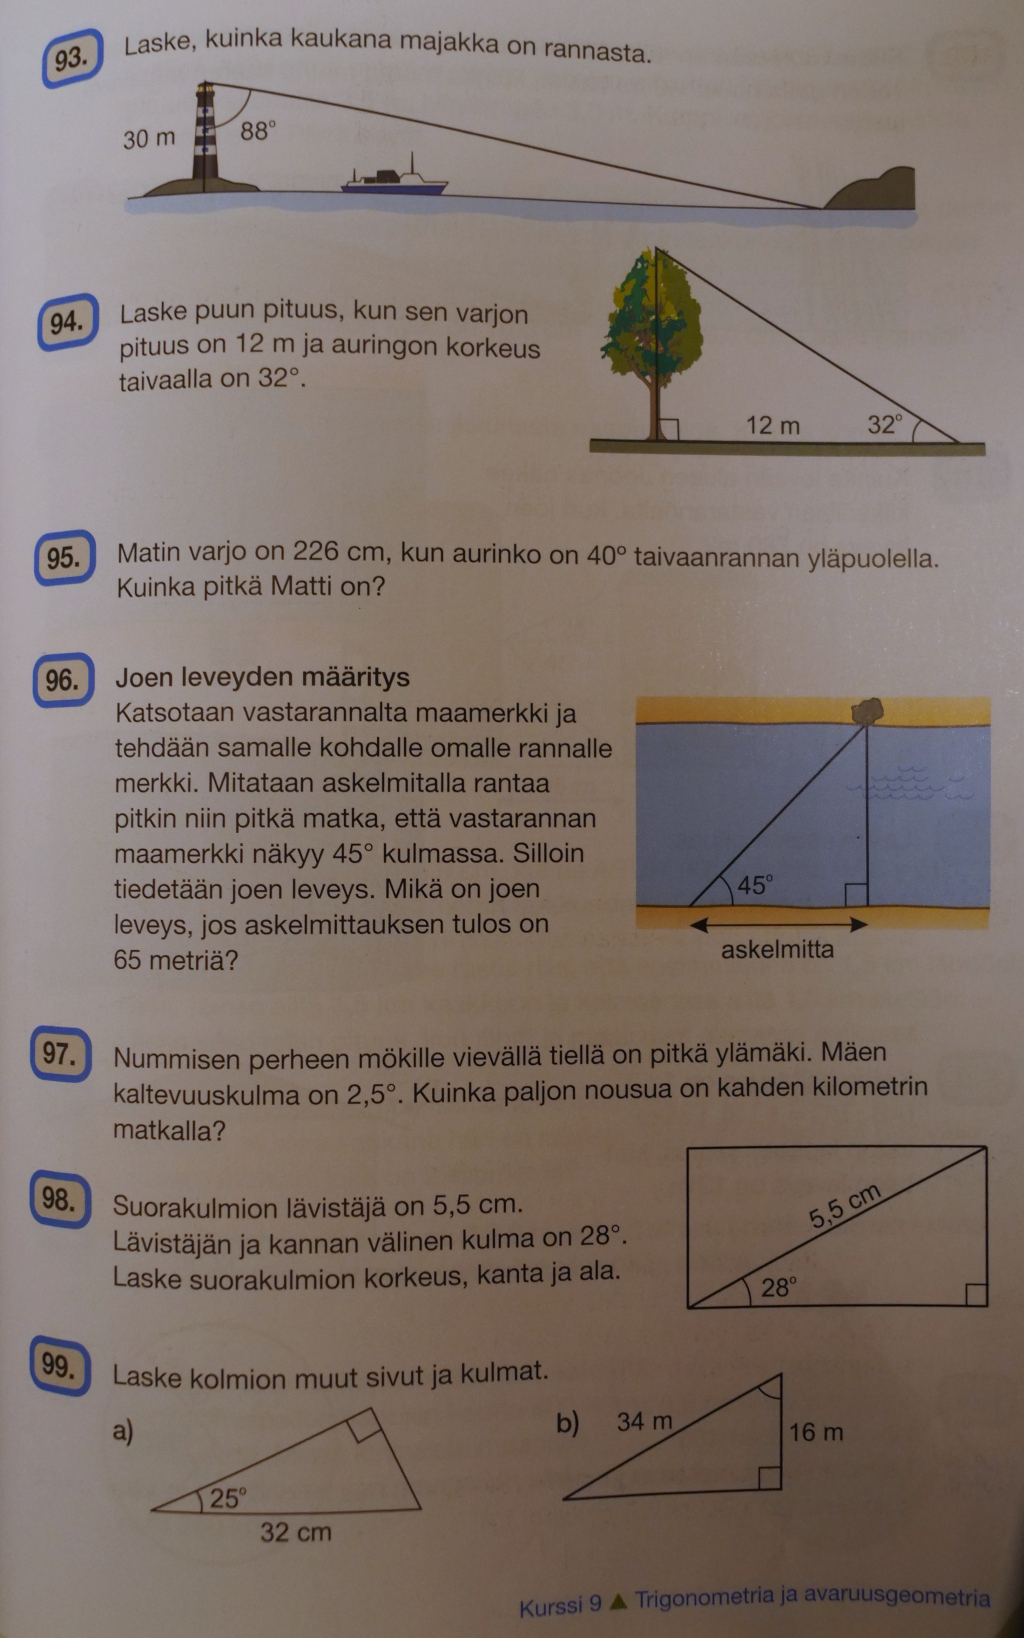 93.
Laske, kuinka kaukana majakka on rannasta.
30 m
88°
94.
Laske puun pituus, kun sen varjon
pituus on 12 m ja auringon korkeus
taivaalla on 32°.
12 m
32°
95.
Matin varjo on 226 cm, kun aurinko on 40° taivaanrannan yläpuolella.
Kuinka pitkä Matti on?
96.
Joen leveyden määritys
Katsotaan vastarannalta maamerkki ja
tehdään samalle kohdalle omalle rannalle
merkki. Mitataan askelmitalla rantaa
pitkin niin pitkä matka, että vastarannan
maamerkki näkyy 45° kulmassa. Silloin
tiedetään joen leveys. Mikä on joen
leveys, jos askelmittauksen tulos on
65 metriä?
45°
askelmitta
97.
Nummisen perheen mökille vievällä tiellä on pitkä ylämäki. Mäen
kaltevuuskulma on 2,5°. Kuinka paljon nousua on kahden kilometrin
matkalla?
98.
Suorakulmion lävistäjä on 5,5 cm.
Lävistäjän ja kannan välinen kulma on 28°.
Laske suorakulmion korkeus, kanta ja ala.
5,5 cm
28°
99.
Laske kolmion muut sivut ja kulmat.
a)
25°
32 cm
b)
34 m
16 m
Kurssi 9 ▲ Trigonometria ja avaruusgeometria